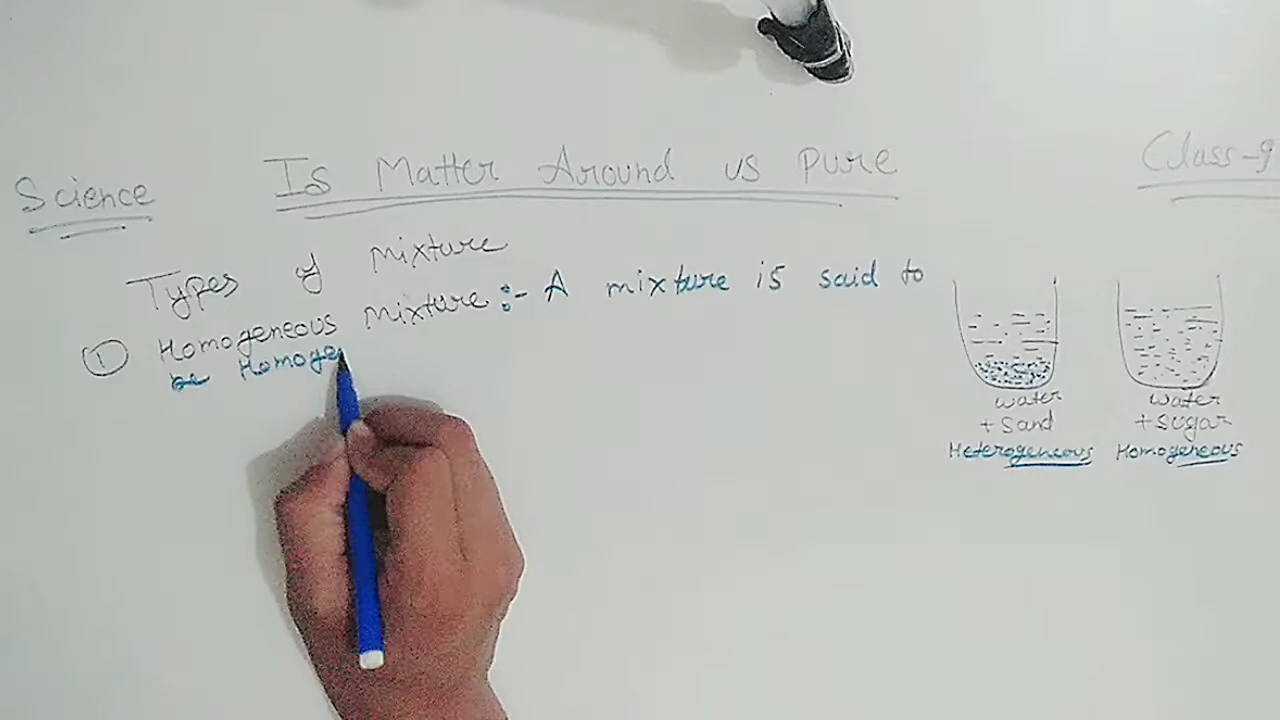 Science Is Matter Around us Pure Class-9
Types of mixture
① Homogeneous mixture :- A mixture is said to
be Homoge
water
+ Sand
Heterogeneous
water
+ Sugar
Homogeneous